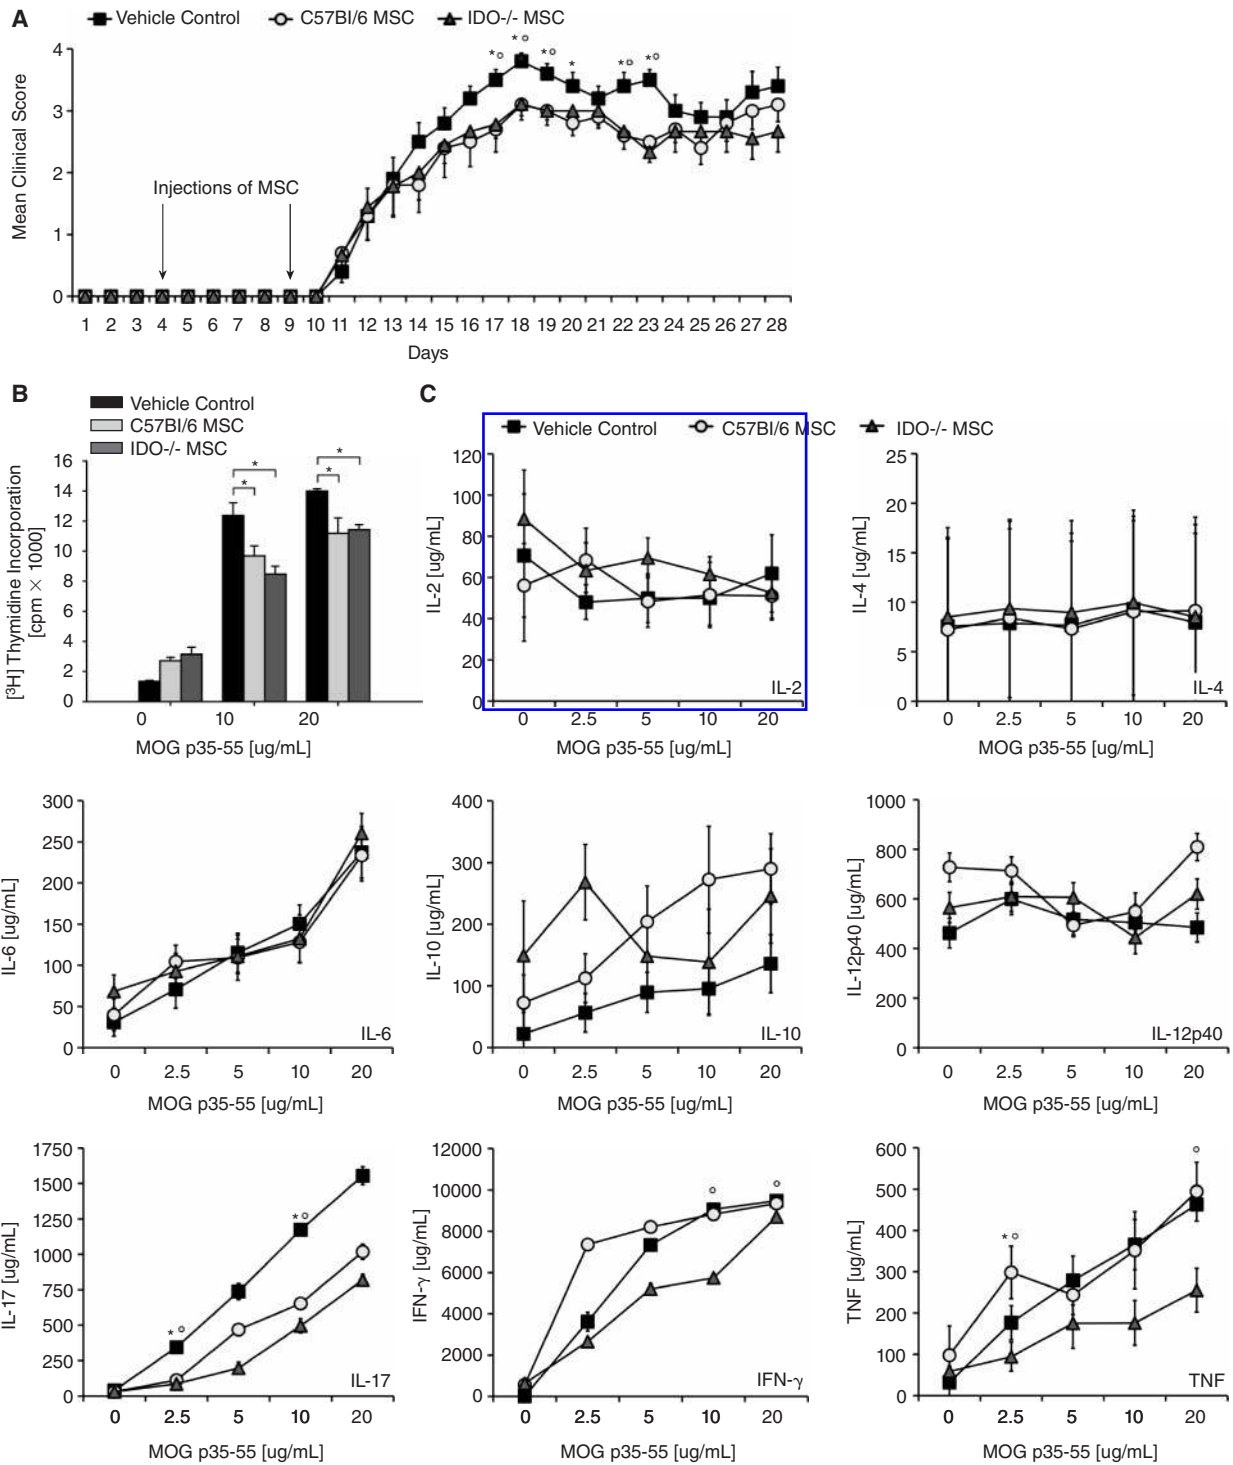 A
Vehicle Control
C57Bl/6 MSC
IDO-/- MSC
Mean Clinical Score
4
3
2
1
0
Injections of MSC
* ° * ° * ° * * ° * °
1 2 3 4 5 6 7 8 9 10 11 12 13 14 15 16 17 18 19 20 21 22 23 24 25 26 27 28
Days
B
Vehicle Control
C57Bl/6 MSC
IDO-/- MSC
[³H] Thymidine Incorporation
[cpm × 1000]
16
14
12
10
8
6
4
2
0
* * * *
0 10 20
MOG p35-55 [ug/mL]
C
Vehicle Control
C57Bl/6 MSC
IDO-/- MSC
IL-2 [ug/mL]
120
100
80
60
40
20
0
IL-2
0 2.5 5 10 20
MOG p35-55 [ug/mL]
IL-4 [ug/mL]
25
20
15
10
5
0
IL-4
0 2.5 5 10 20
MOG p35-55 [ug/mL]
IL-6 [ug/mL]
300
250
200
150
100
50
0
IL-6
0 2.5 5 10 20
MOG p35-55 [ug/mL]
IL-10 [ug/mL]
400
300
200
100
0
IL-10
0 2.5 5 10 20
MOG p35-55 [ug/mL]
IL-12p40 [ug/mL]
1000
800
600
400
200
0
IL-12p40
0 2.5 5 10 20
MOG p35-55 [ug/mL]
IL-17 [ug/mL]
1750
1500
1250
1000
750
500
250
0
* ° * °
IL-17
0 2.5 5 10 20
MOG p35-55 [ug/mL]
IFN-γ [ug/mL]
12000
10000
8000
6000
4000
2000
0
° °
IFN-γ
0 2.5 5 10 20
MOG p35-55 [ug/mL]
TNF [ug/mL]
600
500
400
300
200
100
0
* ° °
TNF
0 2.5 5 10 20
MOG p35-55 [ug/mL]